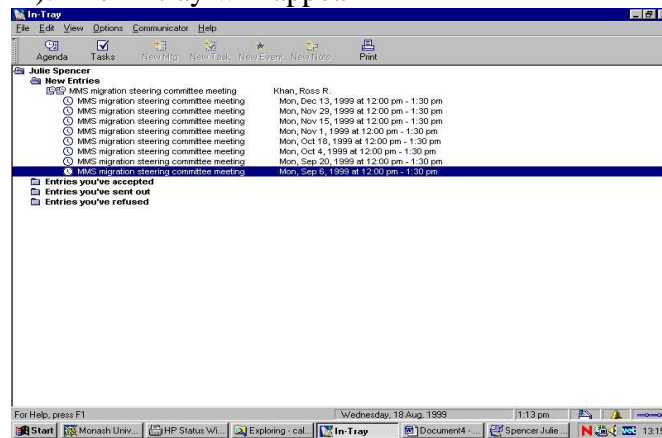 In-Tray
File Edit View Options Communicator Help
Agenda Tasks New Mtg New Task New Event New Note Print
Julie Spencer
New Entries
MMS migration steering committee meeting Khan, Ross R.
MMS migration steering committee meeting Mon, Dec 13, 1999 at 12:00 pm - 1:30 pm
MMS migration steering committee meeting Mon, Nov 29, 1999 at 12:00 pm - 1:30 pm
MMS migration steering committee meeting Mon, Nov 15, 1999 at 12:00 pm - 1:30 pm
MMS migration steering committee meeting Mon, Nov 1, 1999 at 12:00 pm - 1:30 pm
MMS migration steering committee meeting Mon, Oct 18, 1999 at 12:00 pm - 1:30 pm
MMS migration steering committee meeting Mon, Oct 4, 1999 at 12:00 pm - 1:30 pm
MMS migration steering committee meeting Mon, Sep 20, 1999 at 12:00 pm - 1:30 pm
MMS migration steering committee meeting Mon, Sep 6, 1999 at 12:00 pm - 1:30 pm
Entries you've accepted
Entries you've sent out
Entries you've refused
For Help, press F1 Wednesday, 18 Aug, 1999 1:13 pm
Start Monash Univ... HP Status Wi... Exploring - cal... In-Tray Document4 - ... Spencer Julie ... N vet 13:15